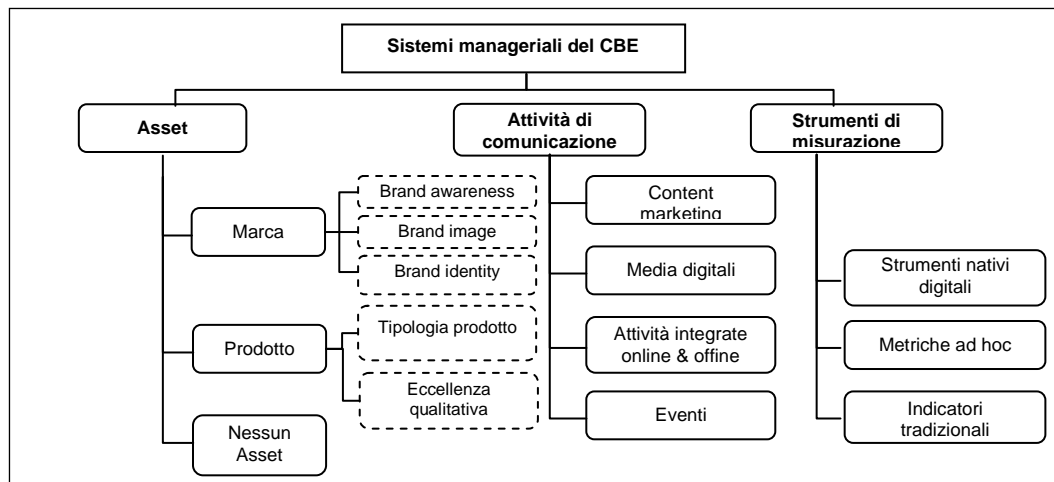 Sistemi manageriali del CBE
Asset
Attività di
comunicazione
Strumenti di
misurazione
Marca
Brand awareness
Brand image
Brand identity
Prodotto
Tipologia prodotto
Eccellenza
qualitativa
Nessun
Asset
Content
marketing
Media digitali
Attività integrate
online & offine
Eventi
Strumenti nativi
digitali
Metriche ad hoc
Indicatori
tradizionali